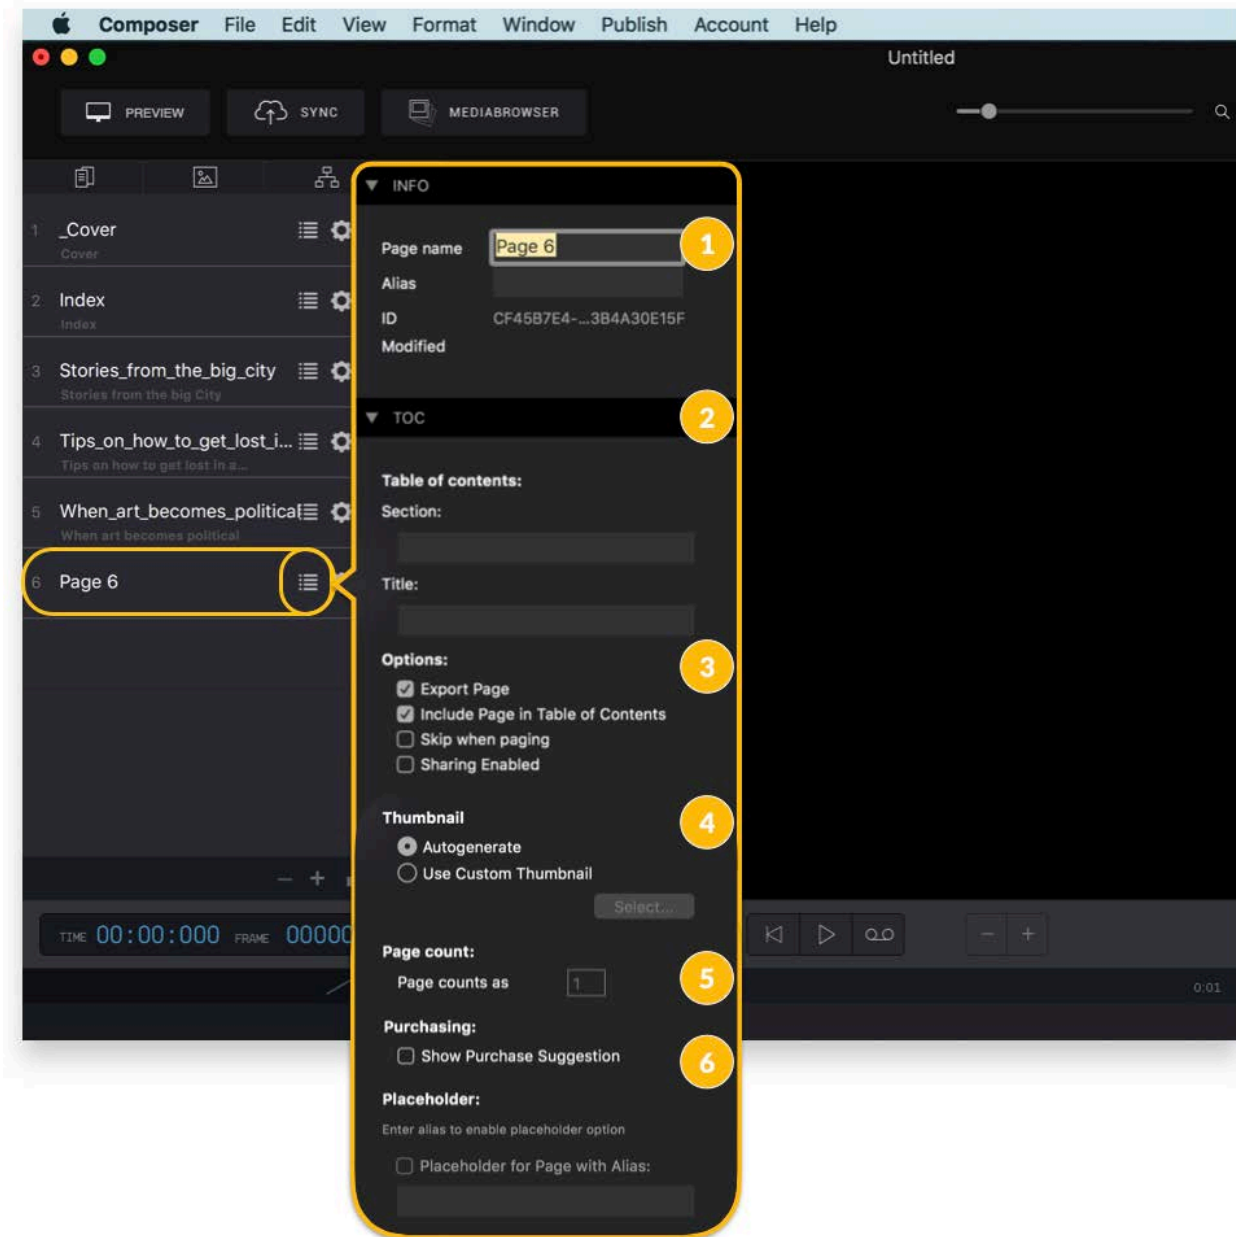 Composer File Edit View Format Window Publish Account Help
Untitled
PREVIEW SYNC MEDIABROWSER
INFO
1 _Cover
Cover
2 Index
Index
3 Stories_from_the_big_city
Stories from the big City
4 Tips_on_how_to_get_lost_i...
Tips on how to get lost in a...
5 When_art_becomes_political
When art becomes political
6 Page 6
Page name Page 6 1
Alias
ID CF45B7E4-...3B4A30E15F
Modified
TOC 2
Table of contents:
Section:
Title:
Options: 3
Export Page
Include Page in Table of Contents
Skip when paging
Sharing Enabled
Thumbnail 4
Autogenerate
Use Custom Thumbnail
Select...
TIME 00:00:000 FRAME 00000
Page count:
Page counts as 1 5
0:01
Purchasing:
Show Purchase Suggestion 6
Placeholder:
Enter alias to enable placeholder option
Placeholder for Page with Alias: